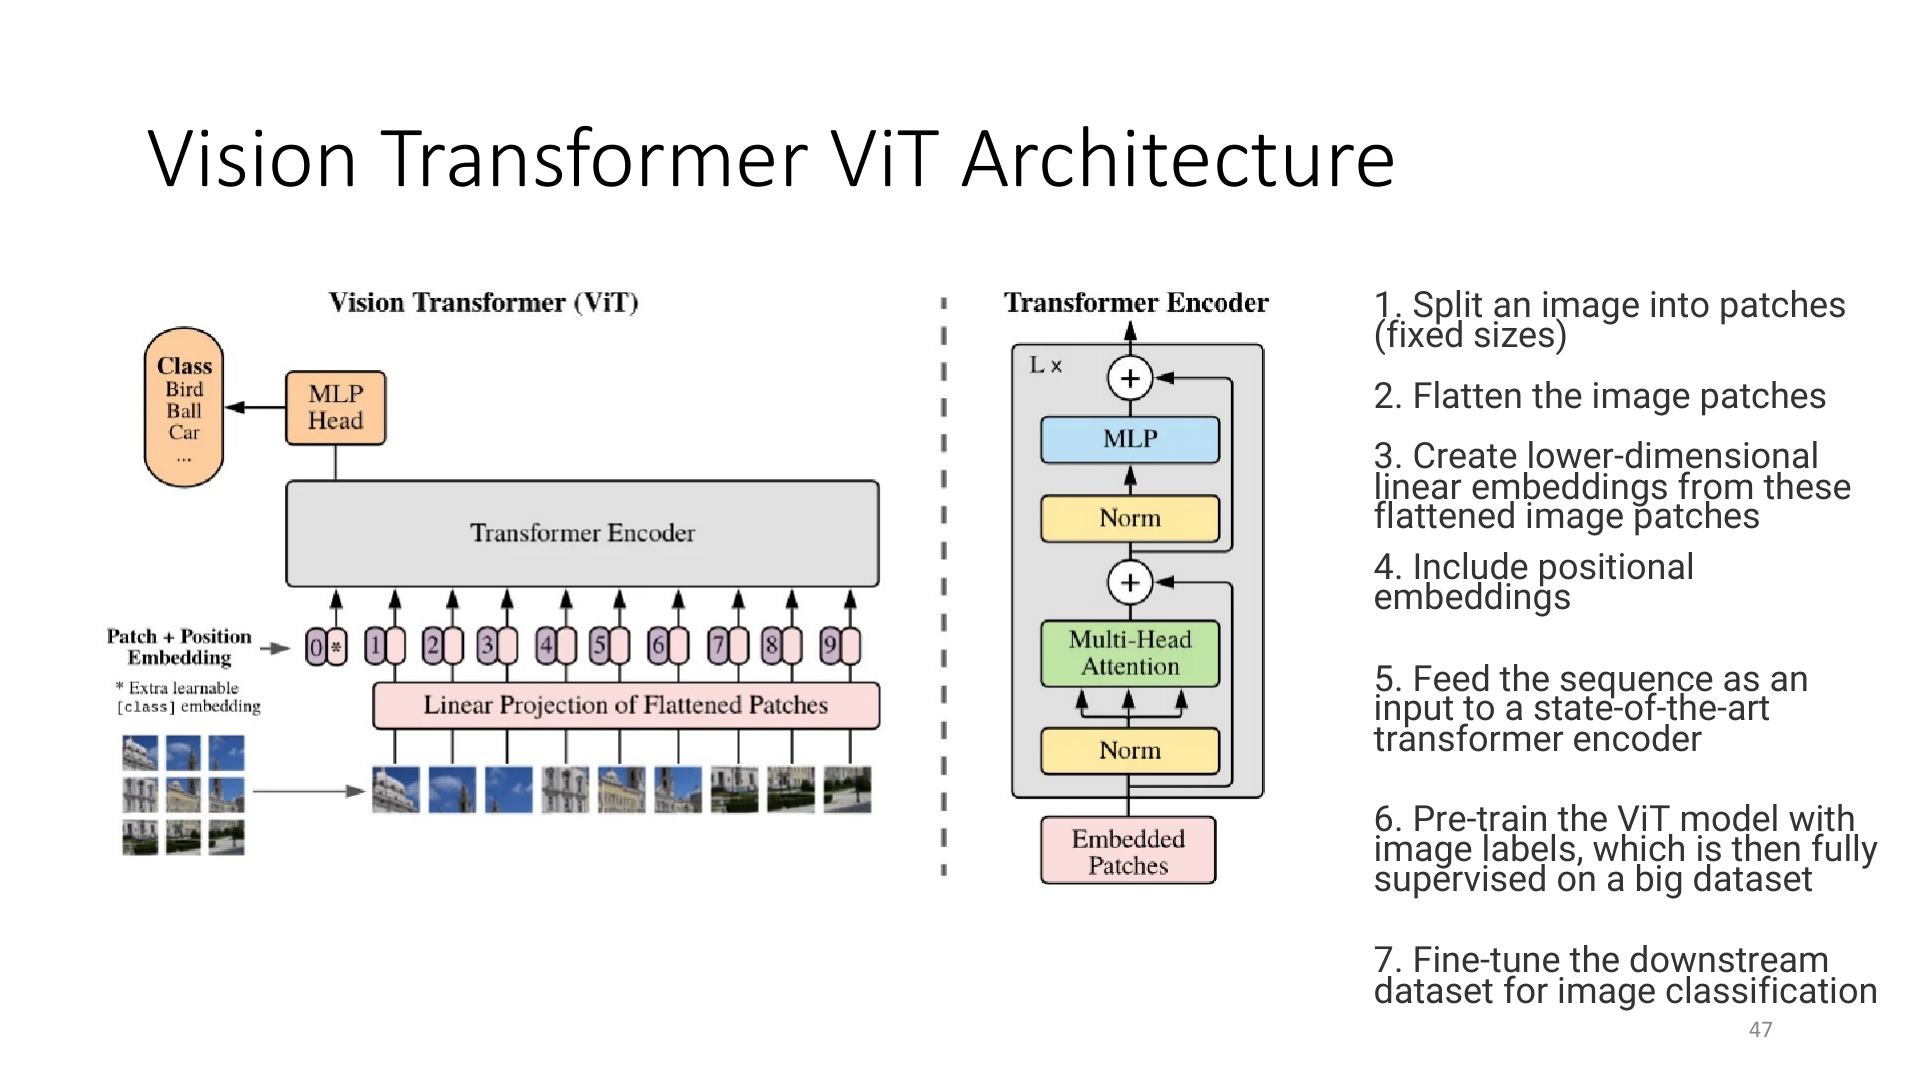 Vision Transformer ViT Architecture
Vision Transformer (ViT)
Class
Bird
Ball
Car
...
MLP
Head
Transformer Encoder
Patch + Position
Embedding
* Extra learnable
[class] embedding
0 *
1
2
3
4
5
6
7
8
9
Linear Projection of Flattened Patches
Transformer Encoder
L x
+
MLP
Norm
+
Multi-Head
Attention
Norm
Embedded
Patches
1. Split an image into patches
(fixed sizes)
2. Flatten the image patches
3. Create lower-dimensional
linear embeddings from these
flattened image patches
4. Include positional
embeddings
5. Feed the sequence as an
input to a state-of-the-art
transformer encoder
6. Pre-train the ViT model with
image labels, which is then fully
supervised on a big dataset
7. Fine-tune the downstream
dataset for image classification
47